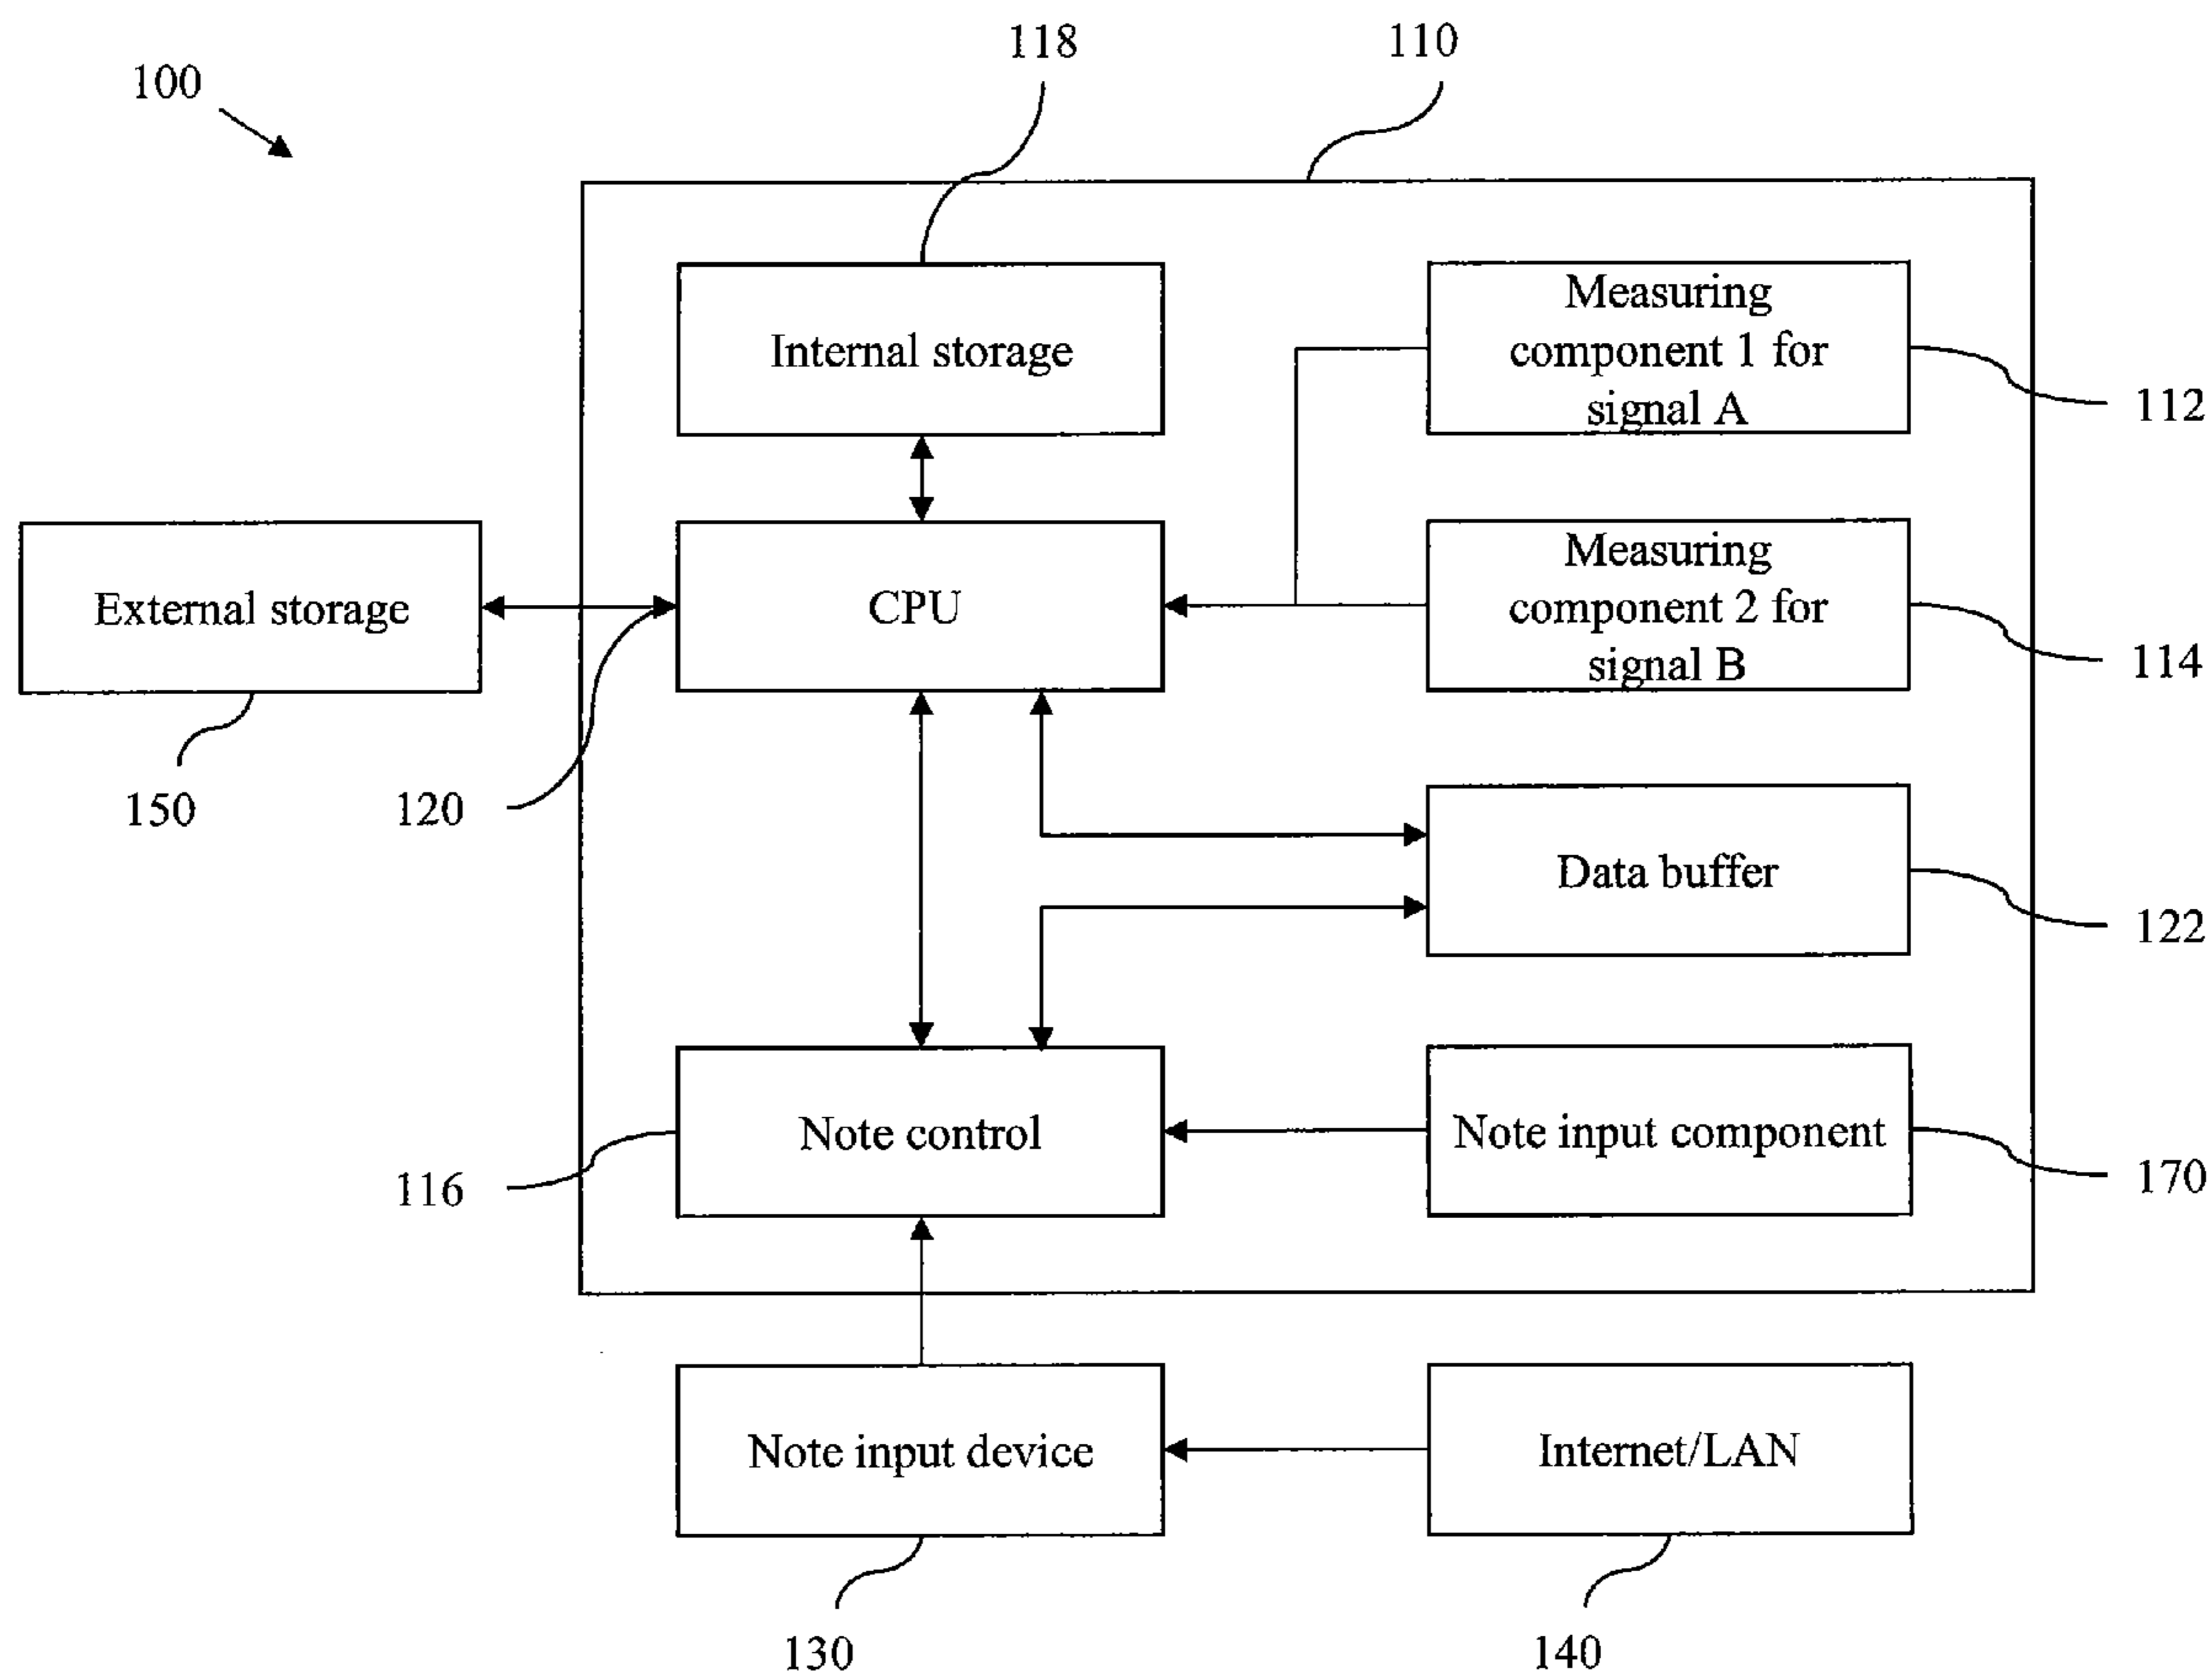 118
110
100
Internal storage
Measuring
component 1 for
signal A
112
External storage
CPU
Measuring
component 2 for
signal B
114
150
120
Data buffer
122
Note control
Note input component
116
170
Note input device
Internet/LAN
130
140